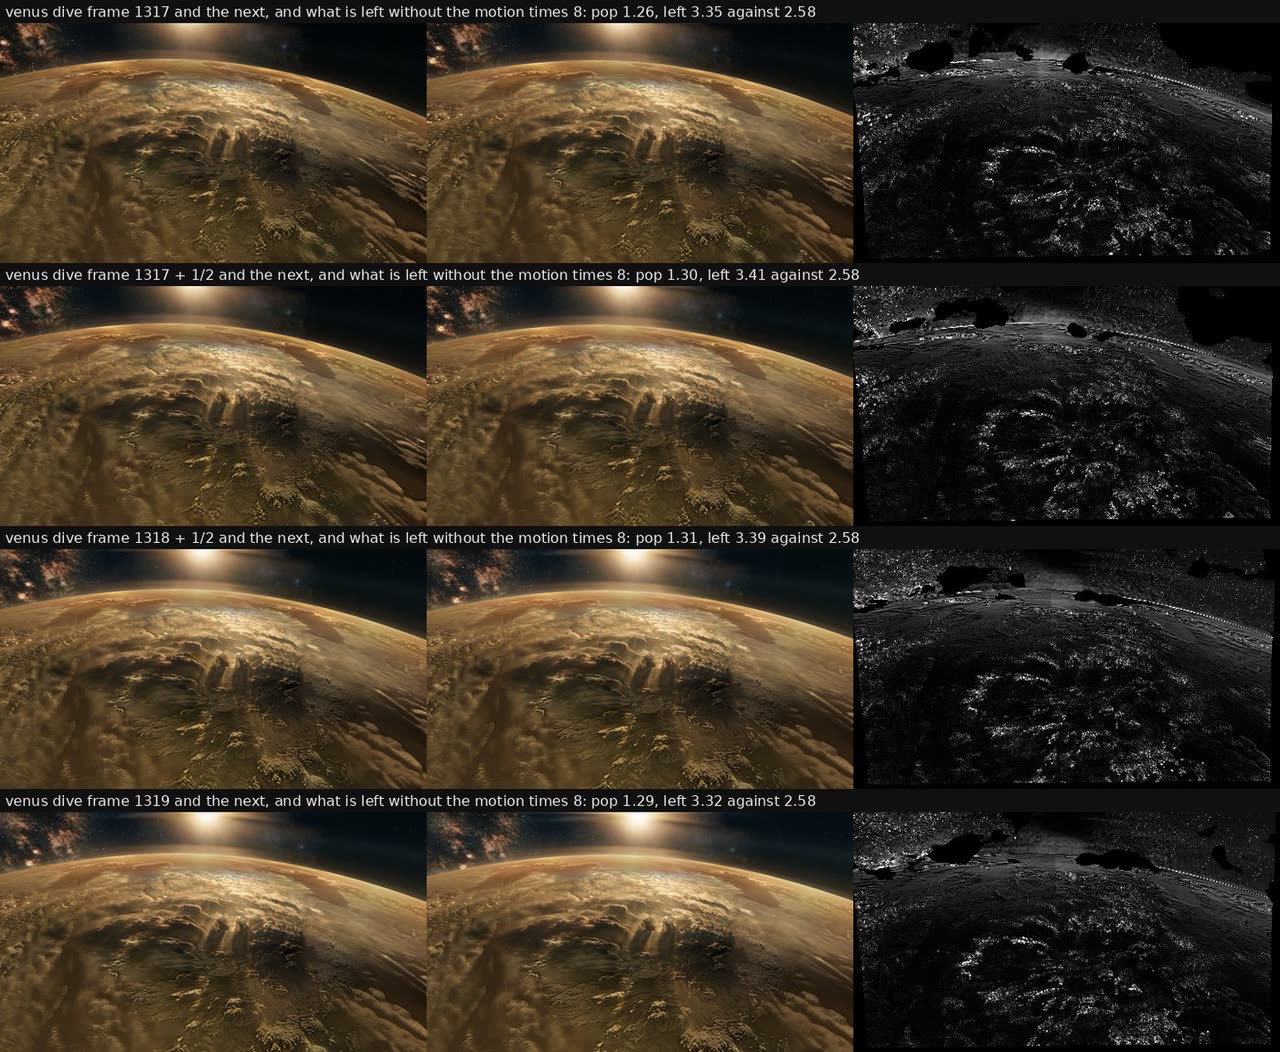 venus dive frame 1317 and the next, and what is left without the motion times 8: pop 1.26, left 3.35 against 2.58
venus dive frame 1317 + 1/2 and the next, and what is left without the motion times 8: pop 1.30, left 3.41 against 2.58
venus dive frame 1318 + 1/2 and the next, and what is left without the motion times 8: pop 1.31, left 3.39 against 2.58
venus dive frame 1319 and the next, and what is left without the motion times 8: pop 1.29, left 3.32 against 2.58